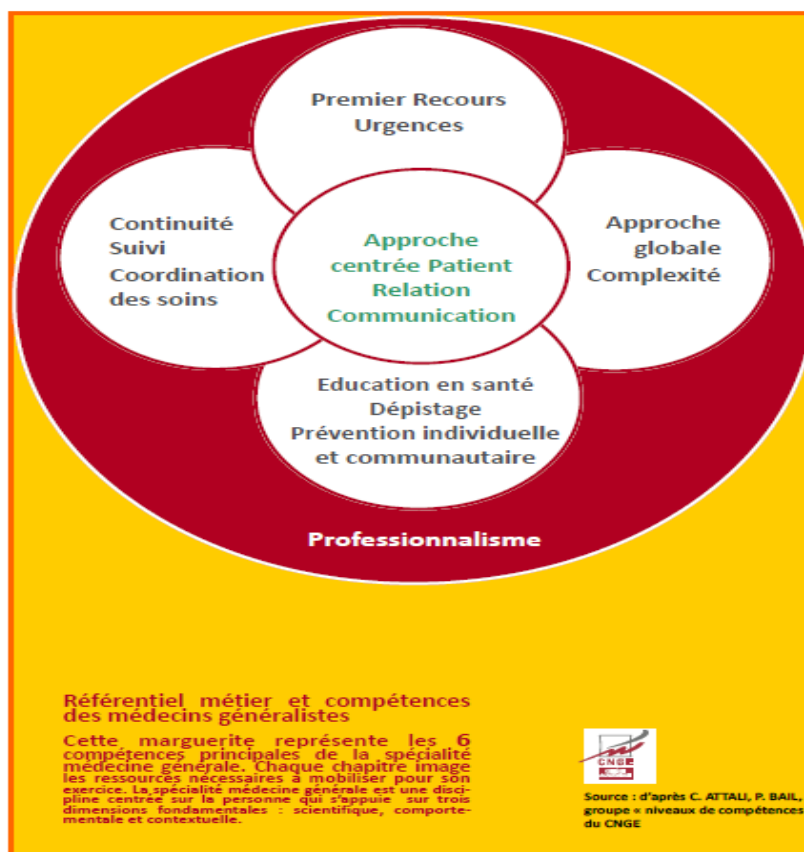 Premier Recours
Urgences
Continuité
Suivi
Coordination
des soins
Approche
centrée Patient
Relation
Communication
Approche
globale
Complexité
Education en santé
Dépistage
Prévention individuelle
et communautaire
Professionnalisme
Référentiel métier et compétences
des médecins généralistes
Cette marguerite représente les 6
compétences principales de la spécialité
médecine générale. Chaque chapitre image
les ressources nécessaires à mobiliser pour son
exercice. La spécialité médecine générale est une disci-
pline centrée sur la personne qui s'appuie sur trois
dimensions fondamentales : scientifique, comporte-
mentale et contextuelle.
CNGE
Source : d'après C. ATTALI, P. BAIL,
groupe « niveaux de compétences
du CNGE